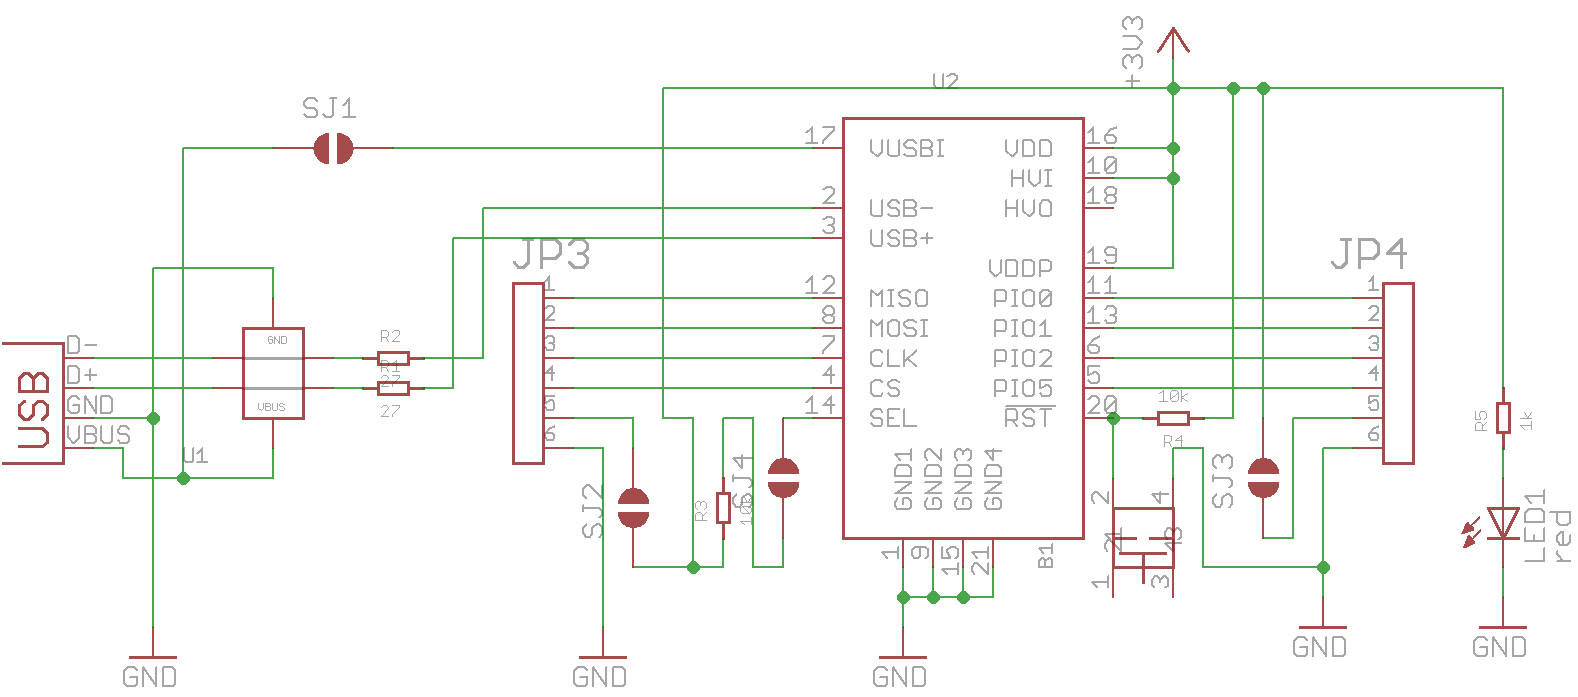 +3V3
U2
SJ1
17 VUSBI VDD 16
HVI 10
2 USB- HVO 18
3 USB+
JP3
VDDP 19
JP4
1 12 MISO PIO0 11 1
2 8 MOSI PIO1 13 2
3 7 CLK PIO2 6 3
4 4 CS PIO5 5 4
5 14 SEL RST 20 5
6 6
USB
D-
D+
GND
VBUS
GND
VBUS
U1
R2
R1
27
27
SJ2
R3
10k
SJ4
GND1
GND2
GND3
GND4
1
9
15
21
B1
10k
R4
2
4
1
3
SJ3
R5
1k
LED1
red
GND
GND
GND
GND
GND